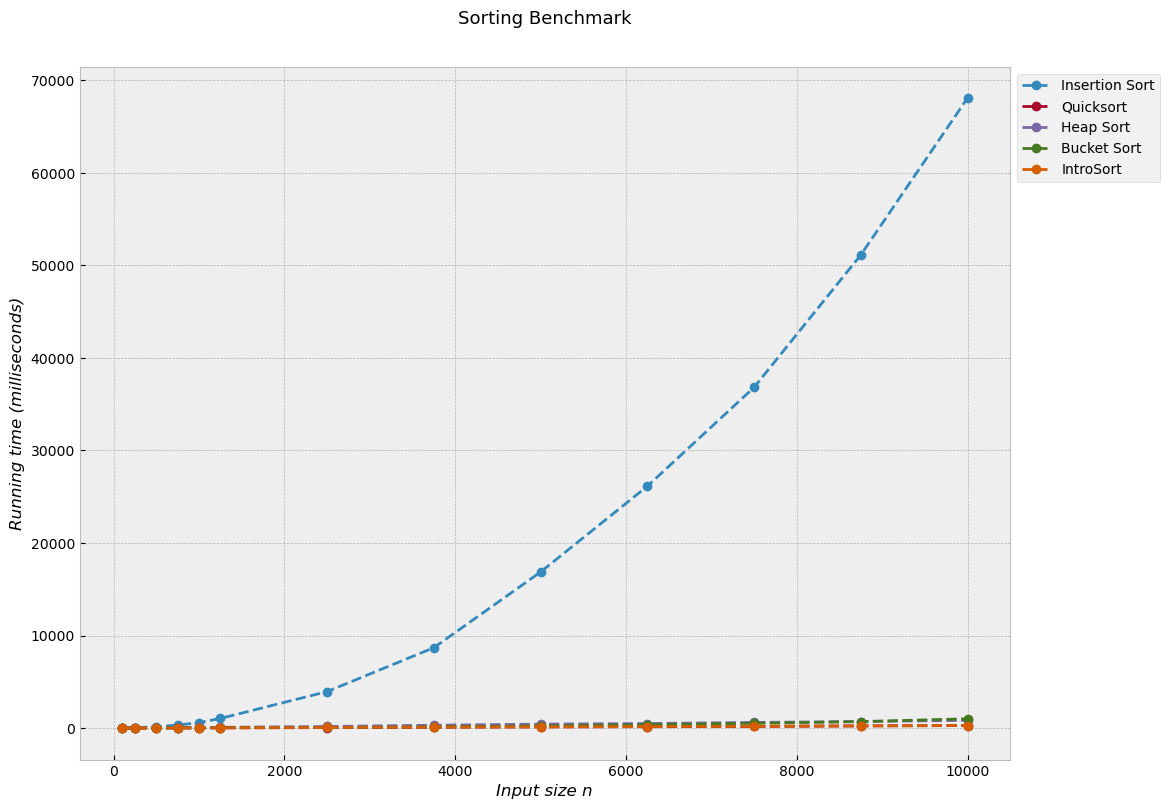 Sorting Benchmark
70000
60000
50000
40000
30000
20000
10000
0
Running time (milliseconds)
0 2000 4000 6000 8000 10000
Input size n
Insertion Sort
Quicksort
Heap Sort
Bucket Sort
IntroSort